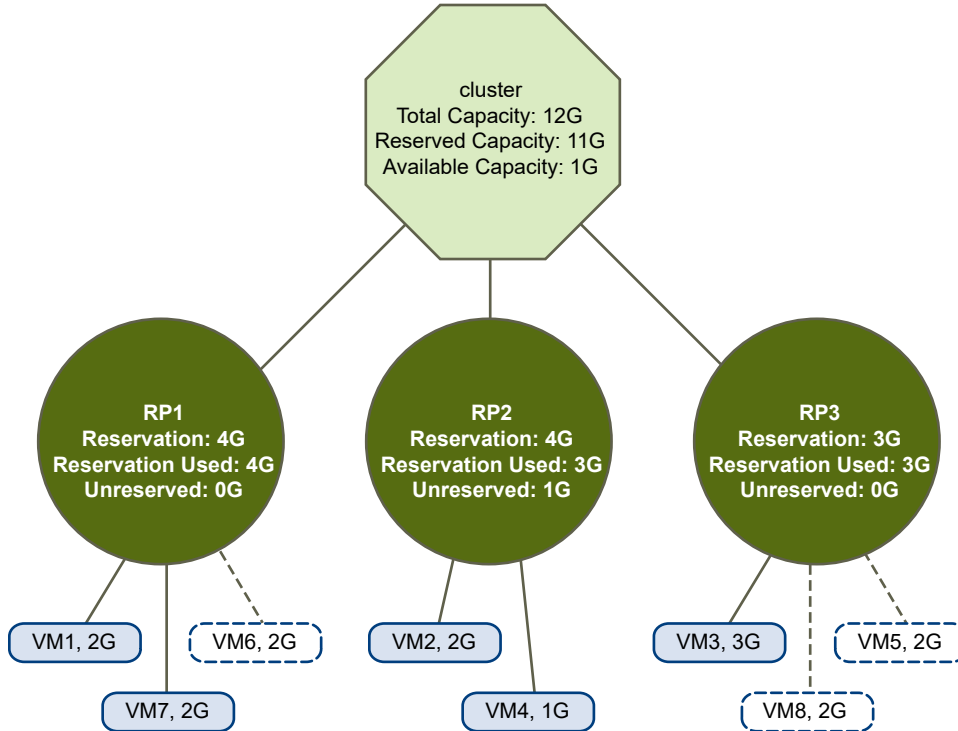 cluster
Total Capacity: 12G
Reserved Capacity: 11G
Available Capacity: 1G
RP1
Reservation: 4G
Reservation Used: 4G
Unreserved: 0G
RP2
Reservation: 4G
Reservation Used: 3G
Unreserved: 1G
RP3
Reservation: 3G
Reservation Used: 3G
Unreserved: 0G
VM1, 2G
VM6, 2G
VM2, 2G
VM3, 3G
VM5, 2G
VM7, 2G
VM4, 1G
VM8, 2G